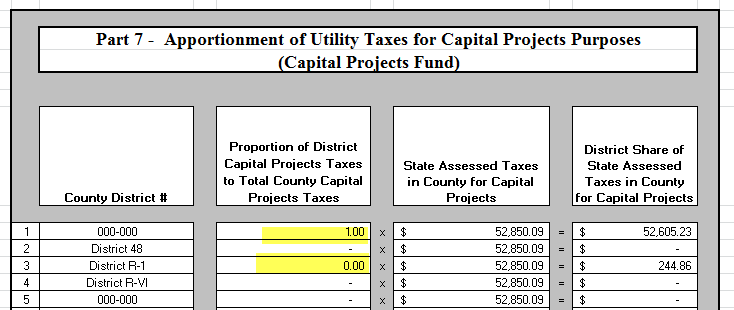 Part 7 - Apportionment of Utility Taxes for Capital Projects Purposes
(Capital Projects Fund)
County District #
Proportion of District
Capital Projects Taxes
to Total County Capital
Projects Taxes
State Assessed Taxes
in County for Capital
Projects
District Share of
State Assessed
Taxes in County
for Capital Projects
1 000-000 1.00 x $ 52,850.09 = $ 52,605.23
2 District 48 - x $ 52,850.09 = $ -
3 District R-1 0.00 x $ 52,850.09 = $ 244.86
4 District R-VI - x $ 52,850.09 = $ -
5 000-000 - x $ 52,850.09 = $ -